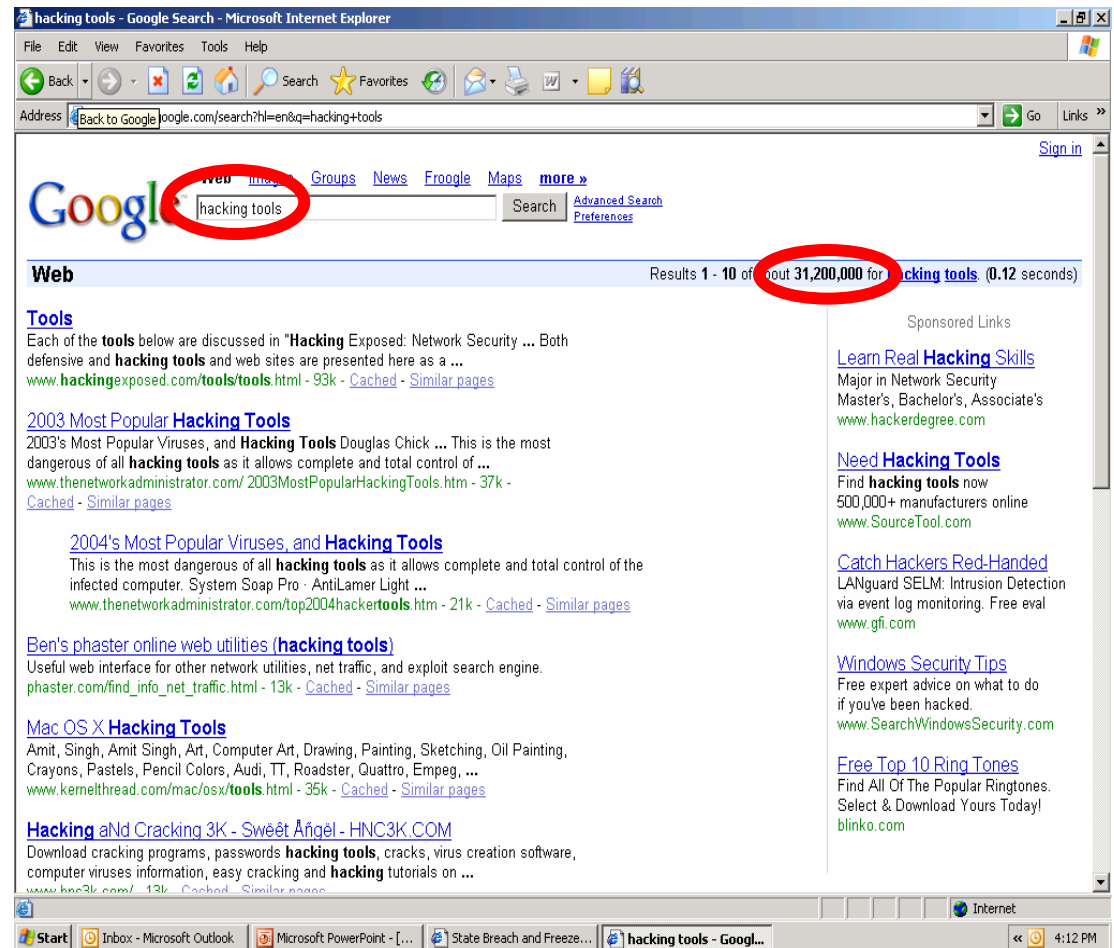 hacking tools - Google Search - Microsoft Internet Explorer
File Edit View Favorites Tools Help
Back Search Favorites
Address Back to Google oogle.com/search?hl=en&q=hacking+tools Go Links »
Sign in
Google™
Web Images Groups News Froogle Maps more »
hacking tools Search Advanced Search
Preferences
Web Results 1 - 10 of about 31,200,000 for hacking tools. (0.12 seconds)
Tools
Each of the tools below are discussed in "Hacking Exposed: Network Security ... Both
defensive and hacking tools and web sites are presented here as a ...
www.hackingexposed.com/tools/tools.html - 93k - Cached - Similar pages
2003 Most Popular Hacking Tools
2003's Most Popular Viruses, and Hacking Tools Douglas Chick ... This is the most
dangerous of all hacking tools as it allows complete and total control of ...
www.thenetworkadministrator.com/ 2003MostPopularHackingTools.htm - 37k -
Cached - Similar pages
2004's Most Popular Viruses, and Hacking Tools
This is the most dangerous of all hacking tools as it allows complete and total control of the
infected computer. System Soap Pro · AntiLamer Light ...
www.thenetworkadministrator.com/top2004hackertools.htm - 21k - Cached - Similar pages
Ben's phaster online web utilities (hacking tools)
Useful web interface for other network utilities, net traffic, and exploit search engine.
phaster.com/find_info_net_traffic.html - 13k - Cached - Similar pages
Mac OS X Hacking Tools
Amit, Singh, Amit Singh, Art, Computer Art, Drawing, Painting, Sketching, Oil Painting,
Crayons, Pastels, Pencil Colors, Audi, TT, Roadster, Quattro, Empeg, ...
www.kernelthread.com/mac/osx/tools.html - 35k - Cached - Similar pages
Hacking aNd Cracking 3K - Swëêt Åñgël - HNC3K.COM
Download cracking programs, passwords hacking tools, cracks, virus creation software,
computer viruses information, easy cracking and hacking tutorials on ...
www.hnc3k.com/ - 13k - Cached - Similar pages
Sponsored Links
Learn Real Hacking Skills
Major in Network Security
Master's, Bachelor's, Associate's
www.hackerdegree.com
Need Hacking Tools
Find hacking tools now
500,000+ manufacturers online
www.SourceTool.com
Catch Hackers Red-Handed
LANguard SELM: Intrusion Detection
via event log monitoring. Free eval
www.gfi.com
Windows Security Tips
Free expert advice on what to do
if you've been hacked.
www.SearchWindowsSecurity.com
Free Top 10 Ring Tones
Find All Of The Popular Ringtones.
Select & Download Yours Today!
blinko.com
Internet
Start Inbox - Microsoft Outlook Microsoft PowerPoint - [... State Breach and Freeze... hacking tools - Googl... « 4:12 PM